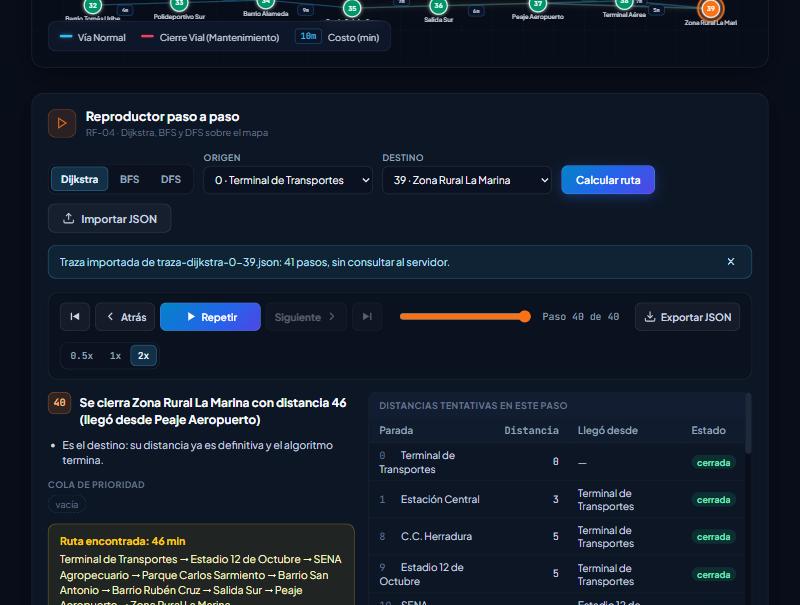 32
33
34
35
36
37
38
39
Polideportivo Sur
Barrio Alameda
Salida Sur
Peaje Aeropuerto
Terminal Aérea
4m
9m
6m
5m
Vía Normal
Cierre Vial (Mantenimiento)
10m
Costo (min)
Reproductor paso a paso
RF-04 · Dijkstra, BFS y DFS sobre el mapa
ORIGEN
DESTINO
Dijkstra
BFS
DFS
0 · Terminal de Transportes
39 · Zona Rural La Marina
Calcular ruta
Importar JSON
Traza importada de traza-dijkstra-0-39.json: 41 pasos, sin consultar al servidor.
×
Atrás
Repetir
Siguiente
Paso 40 de 40
Exportar JSON
0.5x
1x
2x
40
Se cierra Zona Rural La Marina con distancia 46
(llegó desde Peaje Aeropuerto)
• Es el destino: su distancia ya es definitiva y el algoritmo
termina.
COLA DE PRIORIDAD
vacía
Ruta encontrada: 46 min
Terminal de Transportes → Estadio 12 de Octubre → SENA
Agropecuario → Parque Carlos Sarmiento → Barrio San
Antonio → Barrio Rubén Cruz → Salida Sur → Peaje
Aeropuerto → Zona Rural La Marina
DISTANCIAS TENTATIVAS EN ESTE PASO
Parada
Distancia
Llegó desde
Estado
0 Terminal de
Transportes
0
—
cerrada
1 Estación Central
3
Terminal de
Transportes
cerrada
8 C.C. Herradura
5
Terminal de
Transportes
cerrada
9 Estadio 12 de
Octubre
5
Terminal de
Transportes
cerrada
10 SENA
Estadio 12 de